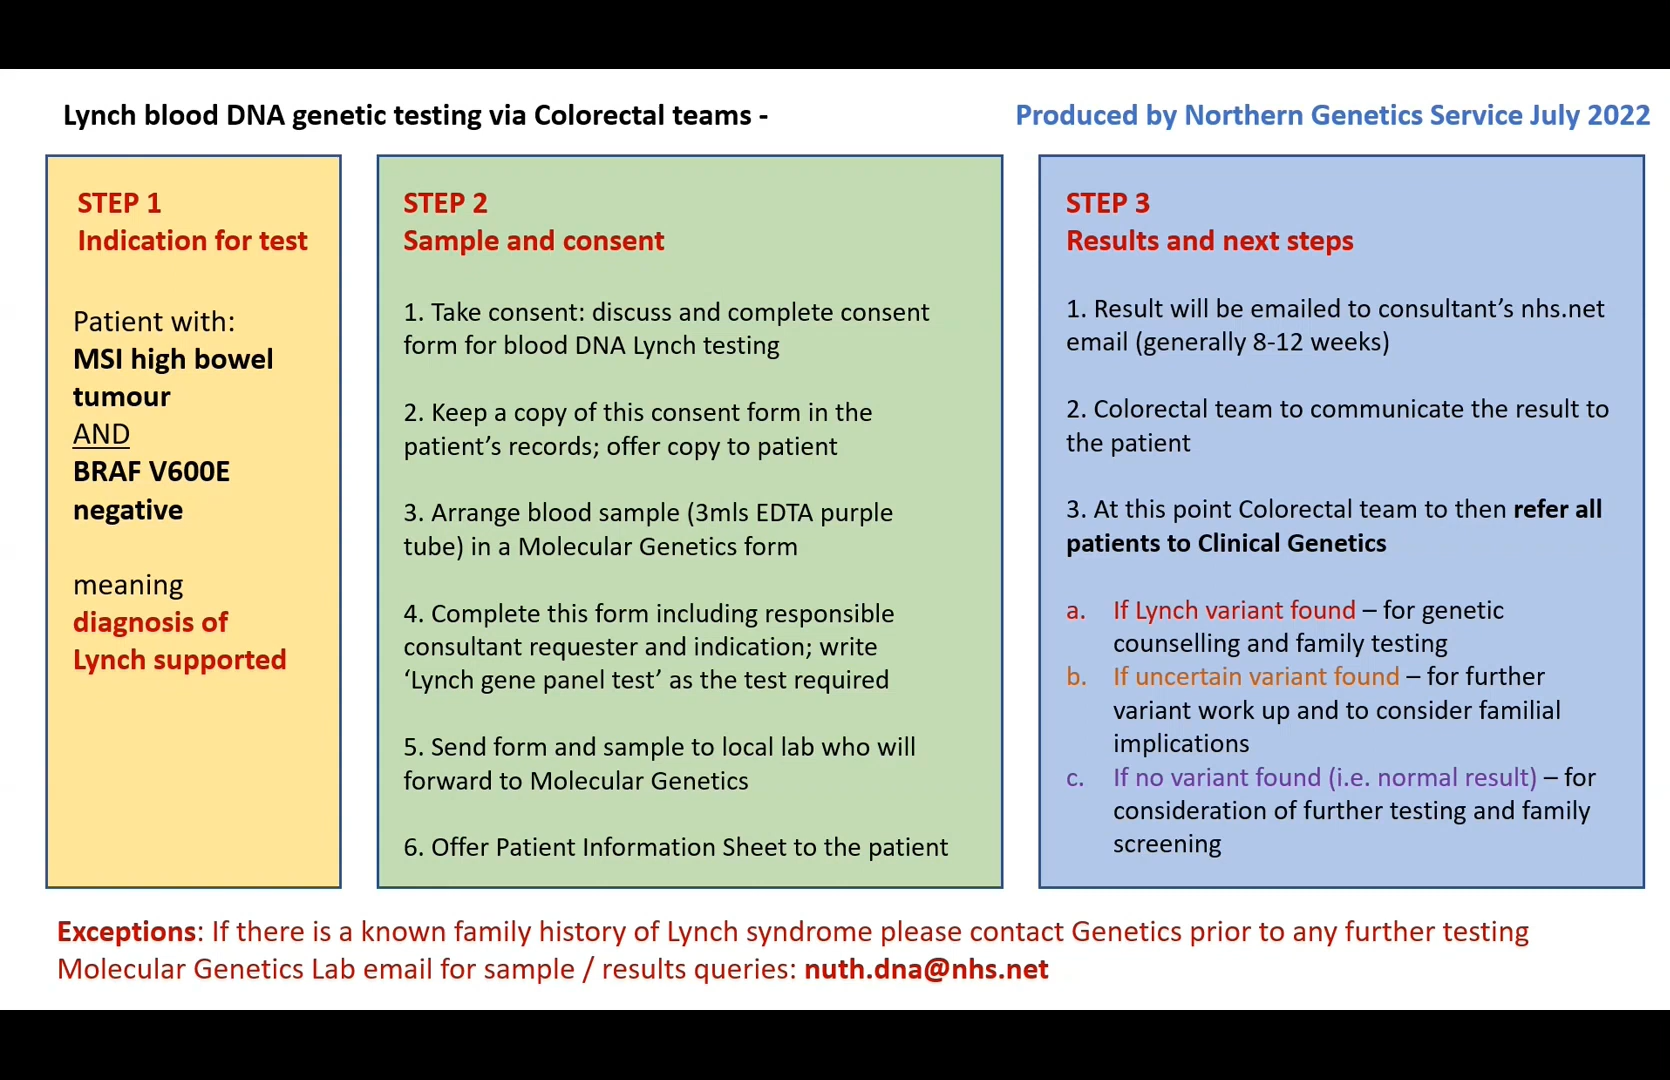 Lynch blood DNA genetic testing via Colorectal teams -
Produced by Northern Genetics Service July 2022
STEP 1
Indication for test
Patient with:
MSI high bowel
tumour
AND
BRAF V600E
negative
meaning
diagnosis of
Lynch supported
STEP 2
Sample and consent
1. Take consent: discuss and complete consent
form for blood DNA Lynch testing
2. Keep a copy of this consent form in the
patient's records; offer copy to patient
3. Arrange blood sample (3mls EDTA purple
tube) in a Molecular Genetics form
4. Complete this form including responsible
consultant requester and indication; write
‘Lynch gene panel test’ as the test required
5. Send form and sample to local lab who will
forward to Molecular Genetics
6. Offer Patient Information Sheet to the patient
STEP 3
Results and next steps
1. Result will be emailed to consultant’s nhs.net
email (generally 8-12 weeks)
2. Colorectal team to communicate the result to
the patient
3. At this point Colorectal team to then refer all
patients to Clinical Genetics
a. If Lynch variant found – for genetic
counselling and family testing
b. If uncertain variant found – for further
variant work up and to consider familial
implications
c. If no variant found (i.e. normal result) – for
consideration of further testing and family
screening
Exceptions: If there is a known family history of Lynch syndrome please contact Genetics prior to any further testing
Molecular Genetics Lab email for sample / results queries: nuth.dna@nhs.net